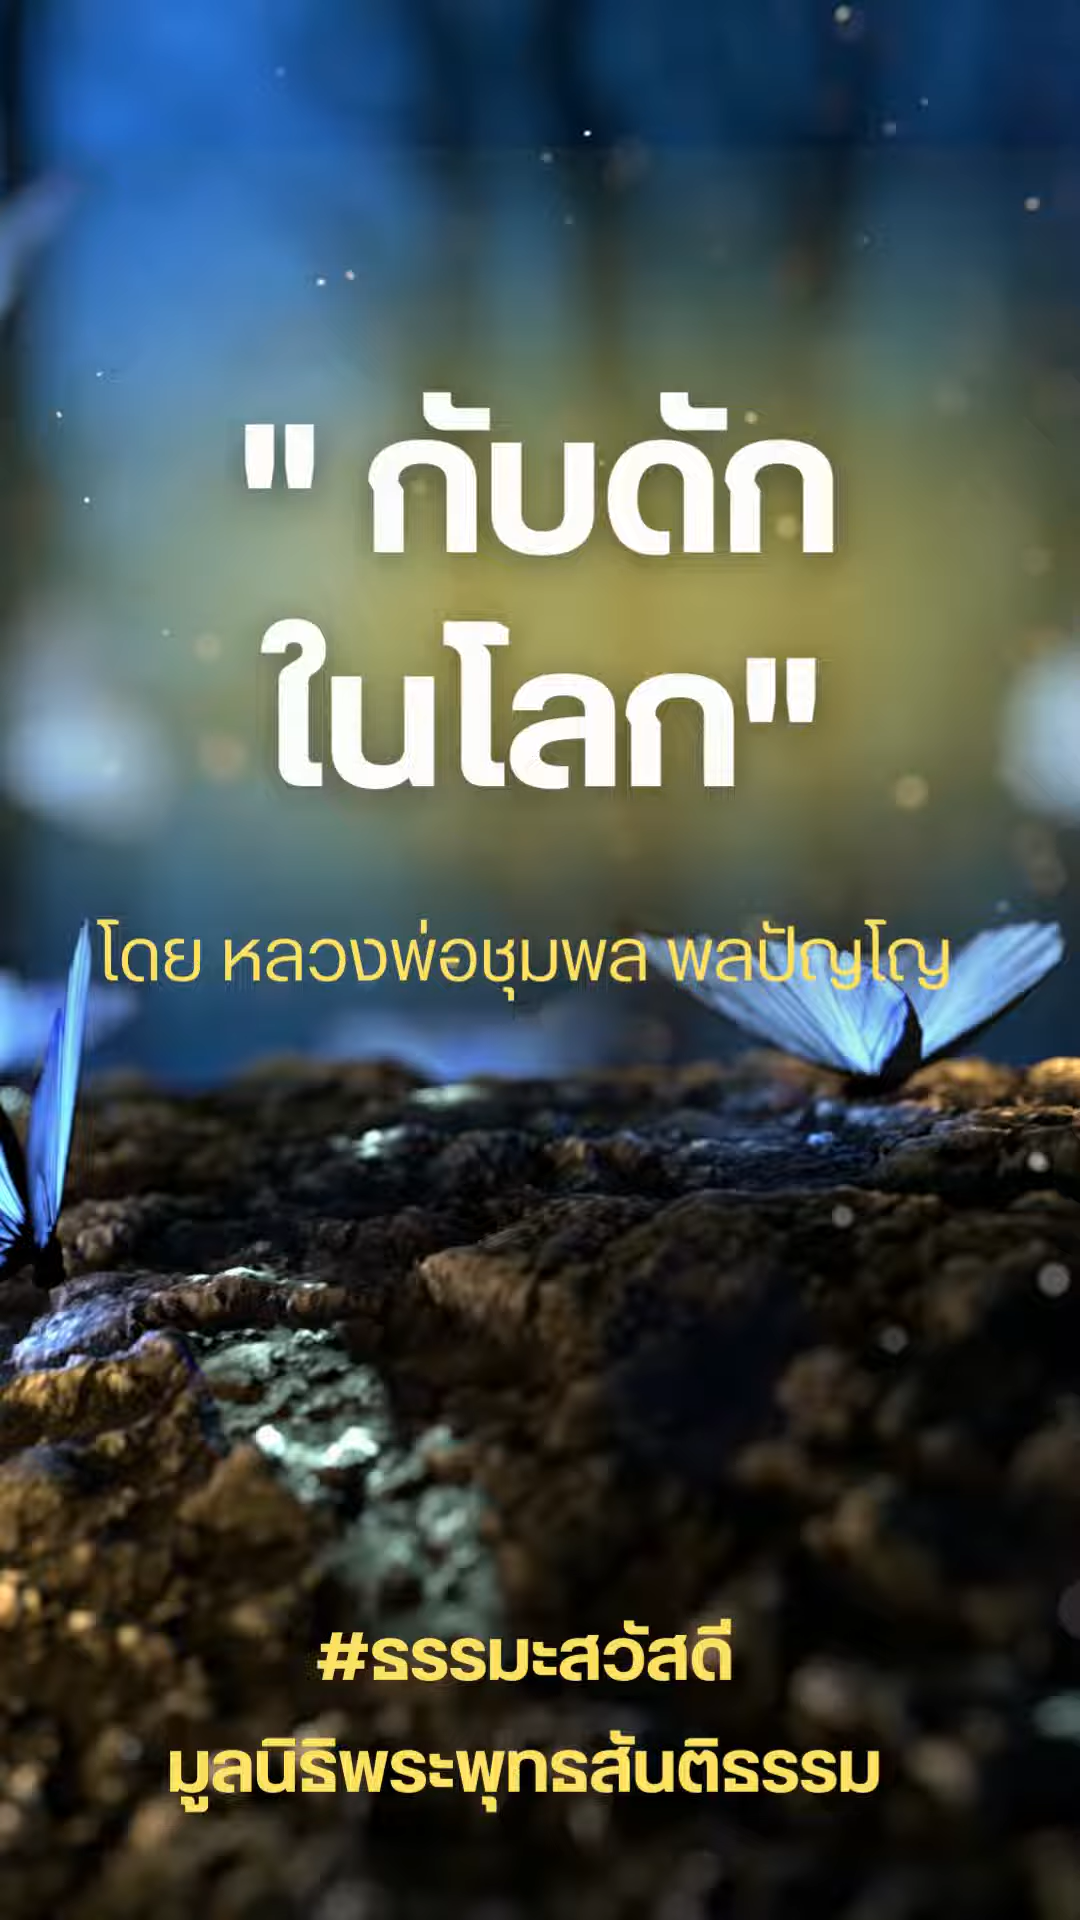 " กับดัก
ในโลก"
โดย หลวงพ่อชุมพล พลปัญโญ
#ธรรมะสวัสดี
มูลนิธิพระพุทธสันติธรรม